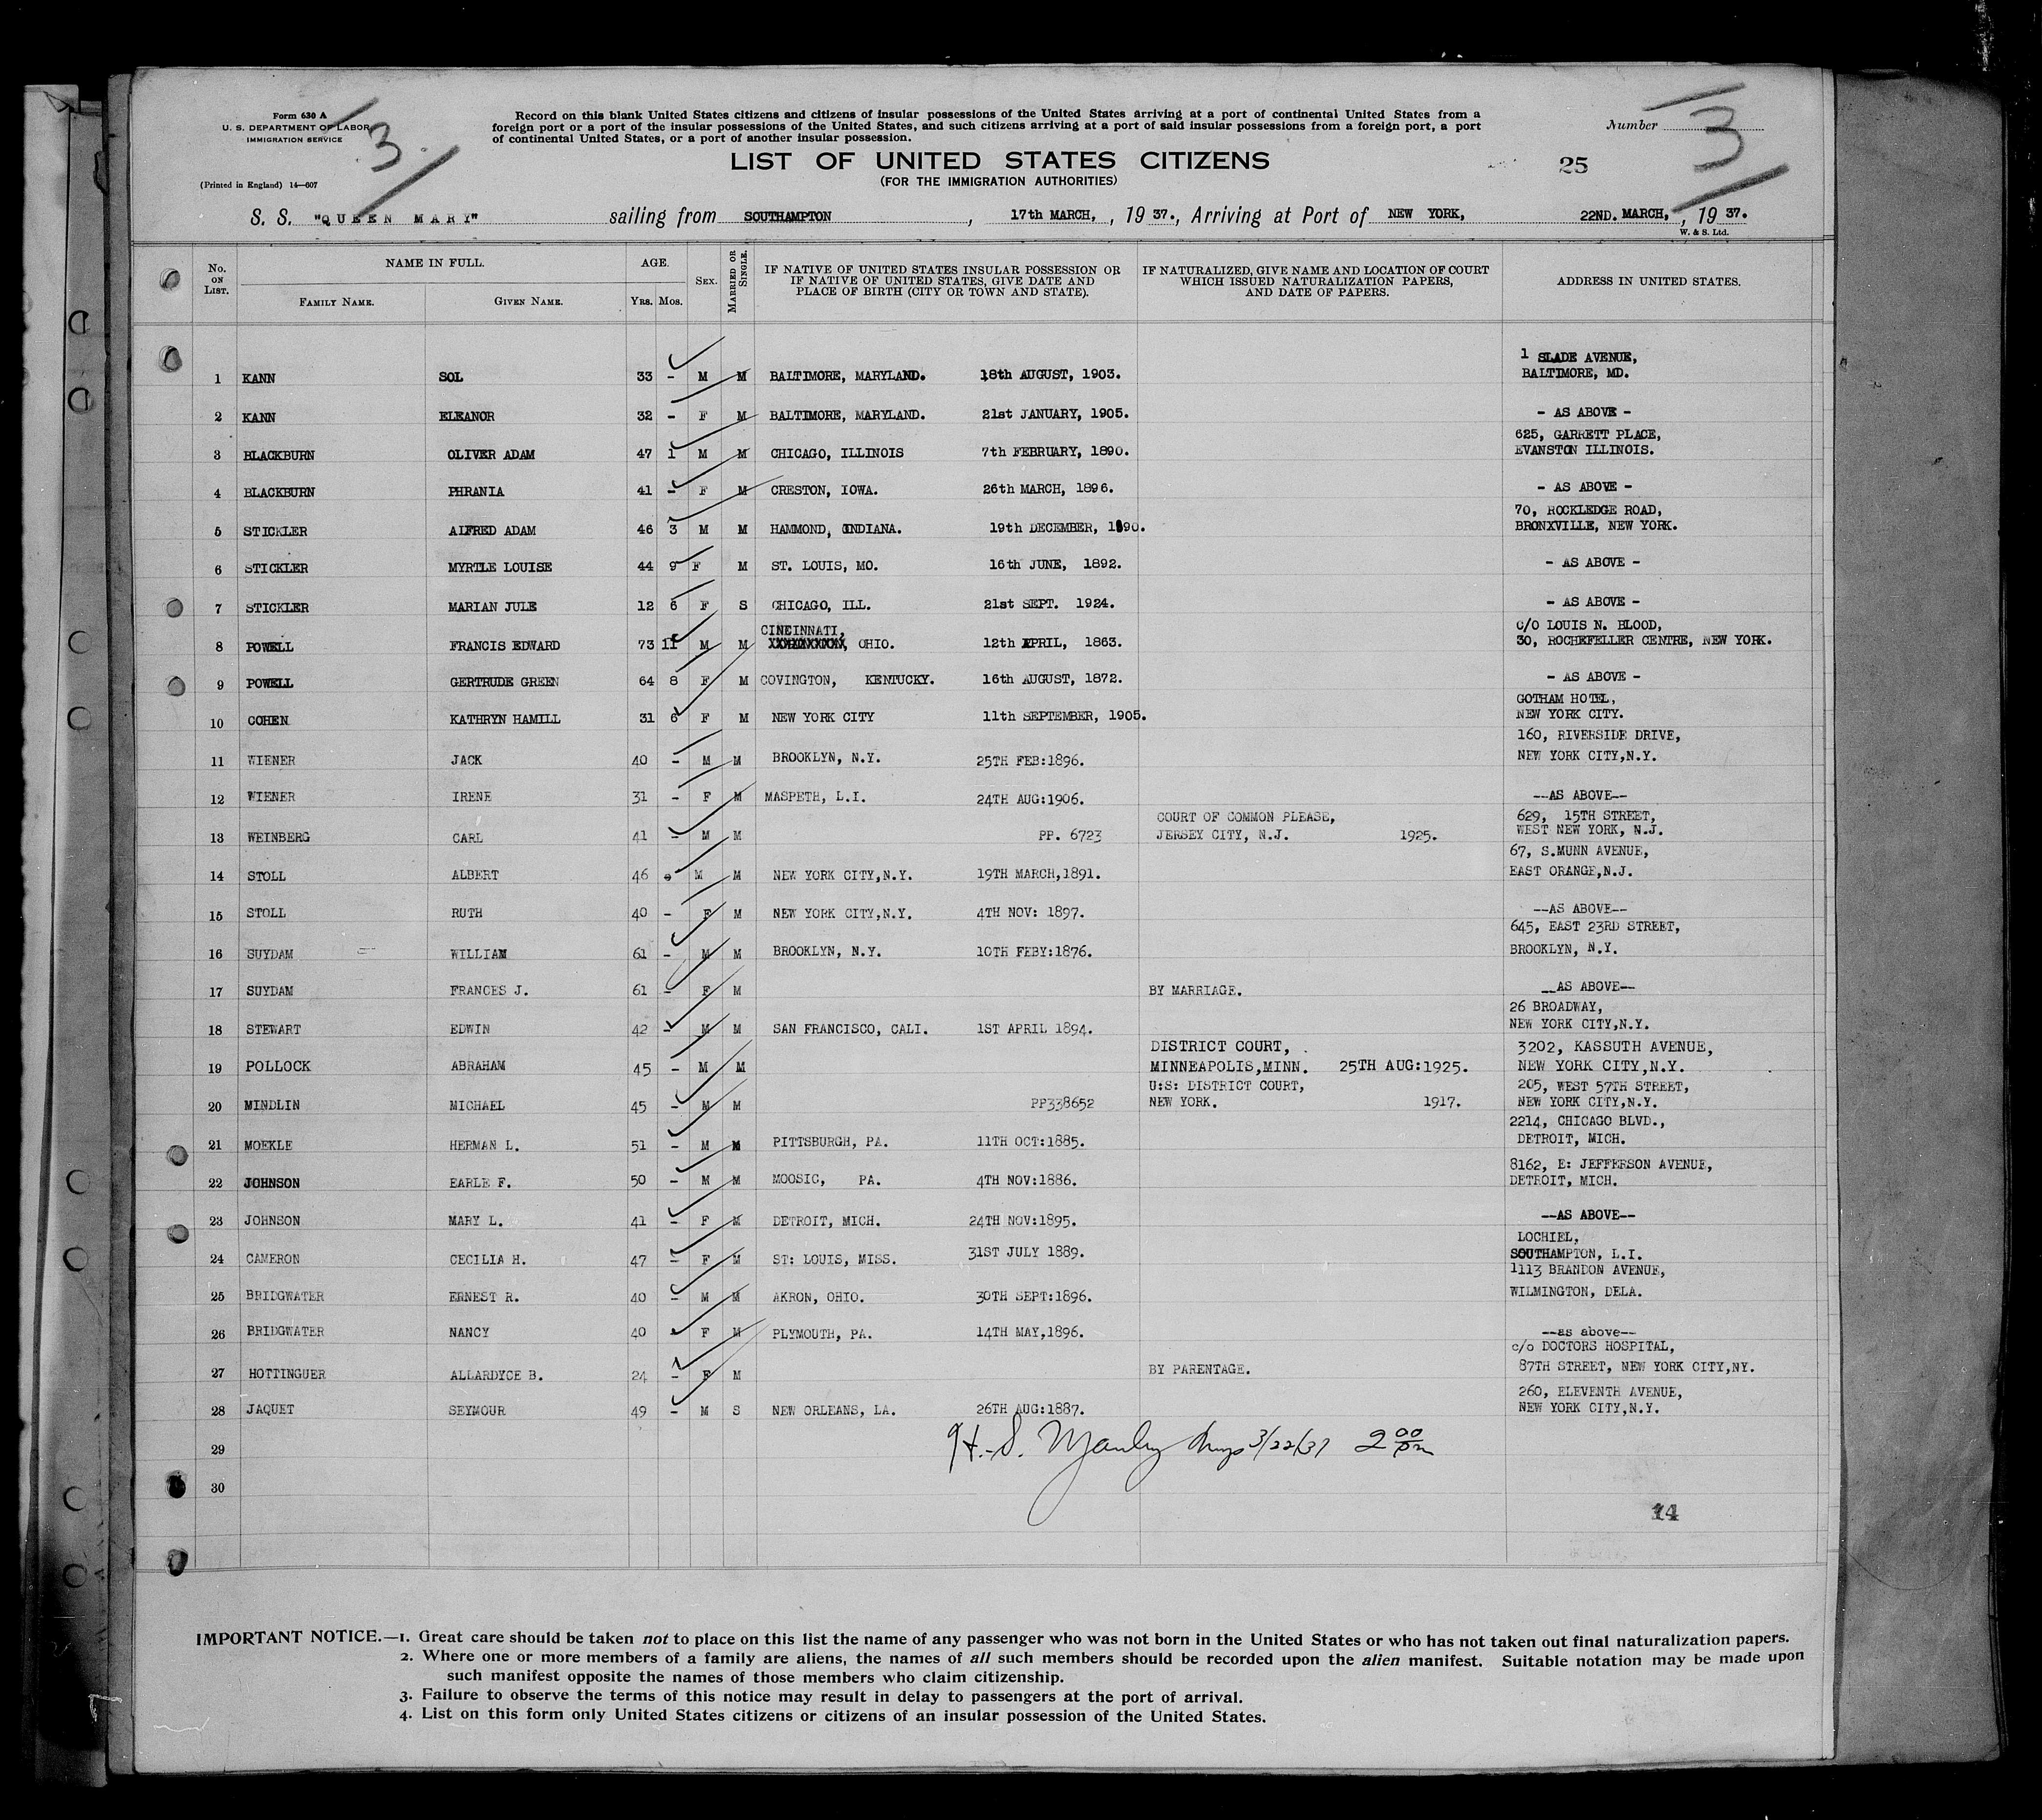 Form 630 A
U. S. DEPARTMENT OF LABOR
IMMIGRATION SERVICE
(Printed in England) 14—607
3
Record on this blank United States citizens and citizens of insular possessions of the United States arriving at a port of continental United States from a
foreign port or a port of the insular possessions of the United States, and such citizens arriving at a port of said insular possessions from a foreign port, a port
of continental United States, or a port of another insular possession.
Number
3
LIST OF UNITED STATES CITIZENS
(FOR THE IMMIGRATION AUTHORITIES)
25
S. S. "QUEEN MARY" sailing from SOUTHAMPTON, 17th MARCH, , 19 37., Arriving at Port of NEW YORK, 22ND. MARCH, , 19 37.
W. & S. Ltd.
No. ON LIST. NAME IN FULL. AGE. SEX. MARRIED OR SINGLE. IF NATIVE OF UNITED STATES INSULAR POSSESSION OR IF NATIVE OF UNITED STATES, GIVE DATE AND PLACE OF BIRTH (CITY OR TOWN AND STATE). IF NATURALIZED, GIVE NAME AND LOCATION OF COURT WHICH ISSUED NATURALIZATION PAPERS, AND DATE OF PAPERS. ADDRESS IN UNITED STATES.
FAMILY NAME. GIVEN NAME. YRS. MOS.
1 SLADE AVENUE,
1 KANN SOL 33 - M M BALTIMORE, MARYLAND. 18th AUGUST, 1903. BALTIMORE, MD.
2 KANN ELEANOR 32 - F M BALTIMORE, MARYLAND. 21st JANUARY, 1905. - AS ABOVE -
625, GARRETT PLACE,
3 BLACKBURN OLIVER ADAM 47 1 M M CHICAGO, ILLINOIS 7th FEBRUARY, 1890. EVANSTON ILLINOIS.
4 BLACKBURN PHRANIA 41 - F M CRESTON, IOWA. 26th MARCH, 1896. - AS ABOVE -
70, ROCKLEDGE ROAD,
5 STICKLER ALFRED ADAM 46 3 M M HAMMOND, INDIANA. 19th DECEMBER, 1890. BRONXVILLE, NEW YORK.
6 STICKLER MYRTLE LOUISE 44 9 F M ST. LOUIS, MO. 16th JUNE, 1892. - AS ABOVE -
7 STICKLER MARIAN JULE 12 6 F S CHICAGO, ILL. 21st SEPT. 1924. - AS ABOVE -
CINCINNATI, C/O LOUIS N. BLOOD,
8 POWELL FRANCIS EDWARD 73 11 M M OHIO. 12th APRIL, 1863. 30, ROCHEFELLER CENTRE, NEW YORK.
9 POWELL GERTRUDE GREEN 64 8 F M COVINGTON, KENTUCKY. 16th AUGUST, 1872. - AS ABOVE -
GOTHAM HOTEL,
10 COHEN KATHRYN HAMILL 31 6 F M NEW YORK CITY 11th SEPTEMBER, 1905. NEW YORK CITY.
160, RIVERSIDE DRIVE,
11 WIENER JACK 40 - M M BROOKLYN, N.Y. 25TH FEB:1896. NEW YORK CITY,N.Y.
12 WIENER IRENE 31 - F M MASPETH, L.I. 24TH AUG:1906. --AS ABOVE--
COURT OF COMMON PLEASE, 629, 15TH STREET,
13 WEINBERG CARL 41 - M M PP. 6723 JERSEY CITY, N.J. 1925. WEST NEW YORK, N.J.
67, S.MUNN AVENUE,
14 STOLL ALBERT 46 M M NEW YORK CITY,N.Y. 19TH MARCH,1891. EAST ORANGE,N.J.
15 STOLL RUTH 40 - F M NEW YORK CITY,N.Y. 4TH NOV: 1897. --AS ABOVE--
645, EAST 23RD STREET,
16 SUYDAM WILLIAM 61 - M M BROOKLYN, N.Y. 10TH FEBY:1876. BROOKLYN, N.Y.
17 SUYDAM FRANCES J. 61 - F M BY MARRIAGE. --AS ABOVE--
26 BROADWAY,
18 STEWART EDWIN 42 - M M SAN FRANCISCO, CALI. 1ST APRIL 1894. NEW YORK CITY,N.Y.
DISTRICT COURT, 3202, KASSUTH AVENUE,
19 POLLOCK ABRAHAM 45 - M M MINNEAPOLIS,MINN. 25TH AUG:1925. NEW YORK CITY,N.Y.
U:S: DISTRICT COURT, 205, WEST 57TH STREET,
20 MINDLIN MICHAEL 45 - M M PP338652 NEW YORK. 1917. NEW YORK CITY,N.Y.
2214, CHICAGO BLVD.,
21 MOEKLE HERMAN L. 51 - M M PITTSBURGH, PA. 11TH OCT:1885. DETROIT, MICH.
8162, E: JEFFERSON AVENUE,
22 JOHNSON EARLE F. 50 - M M MOOSIC, PA. 4TH NOV:1886. DETROIT, MICH.
23 JOHNSON MARY L. 41 - F M DETROIT, MICH. 24TH NOV:1895. --AS ABOVE--
LOCHIEL,
24 CAMERON CECILIA H. 47 - F M ST: LOUIS, MISS. 31ST JULY 1889. SOUTHAMPTON, L.I.
1113 BRANDON AVENUE,
25 BRIDGWATER ERNEST R. 40 - M M AKRON, OHIO. 30TH SEPT:1896. WILMINGTON, DELA.
26 BRIDGWATER NANCY 40 - F M PLYMOUTH, PA. 14TH MAY,1896. --as above--
c/o DOCTORS HOSPITAL,
27 HOTTINGUER ALLARDYCE B. 24 - F M BY PARENTAGE. 87TH STREET, NEW YORK CITY,NY.
260, ELEVENTH AVENUE,
28 JAQUET SEYMOUR 49 - M S NEW ORLEANS, LA. 26TH AUG:1887. NEW YORK CITY,N.Y.
29 H. S. Manley Insp 3/22/37 2 00 pm
30
14
IMPORTANT NOTICE.—1. Great care should be taken not to place on this list the name of any passenger who was not born in the United States or who has not taken out final naturalization papers.
2. Where one or more members of a family are aliens, the names of all such members should be recorded upon the alien manifest. Suitable notation may be made upon
such manifest opposite the names of those members who claim citizenship.
3. Failure to observe the terms of this notice may result in delay to passengers at the port of arrival.
4. List on this form only United States citizens or citizens of an insular possession of the United States.